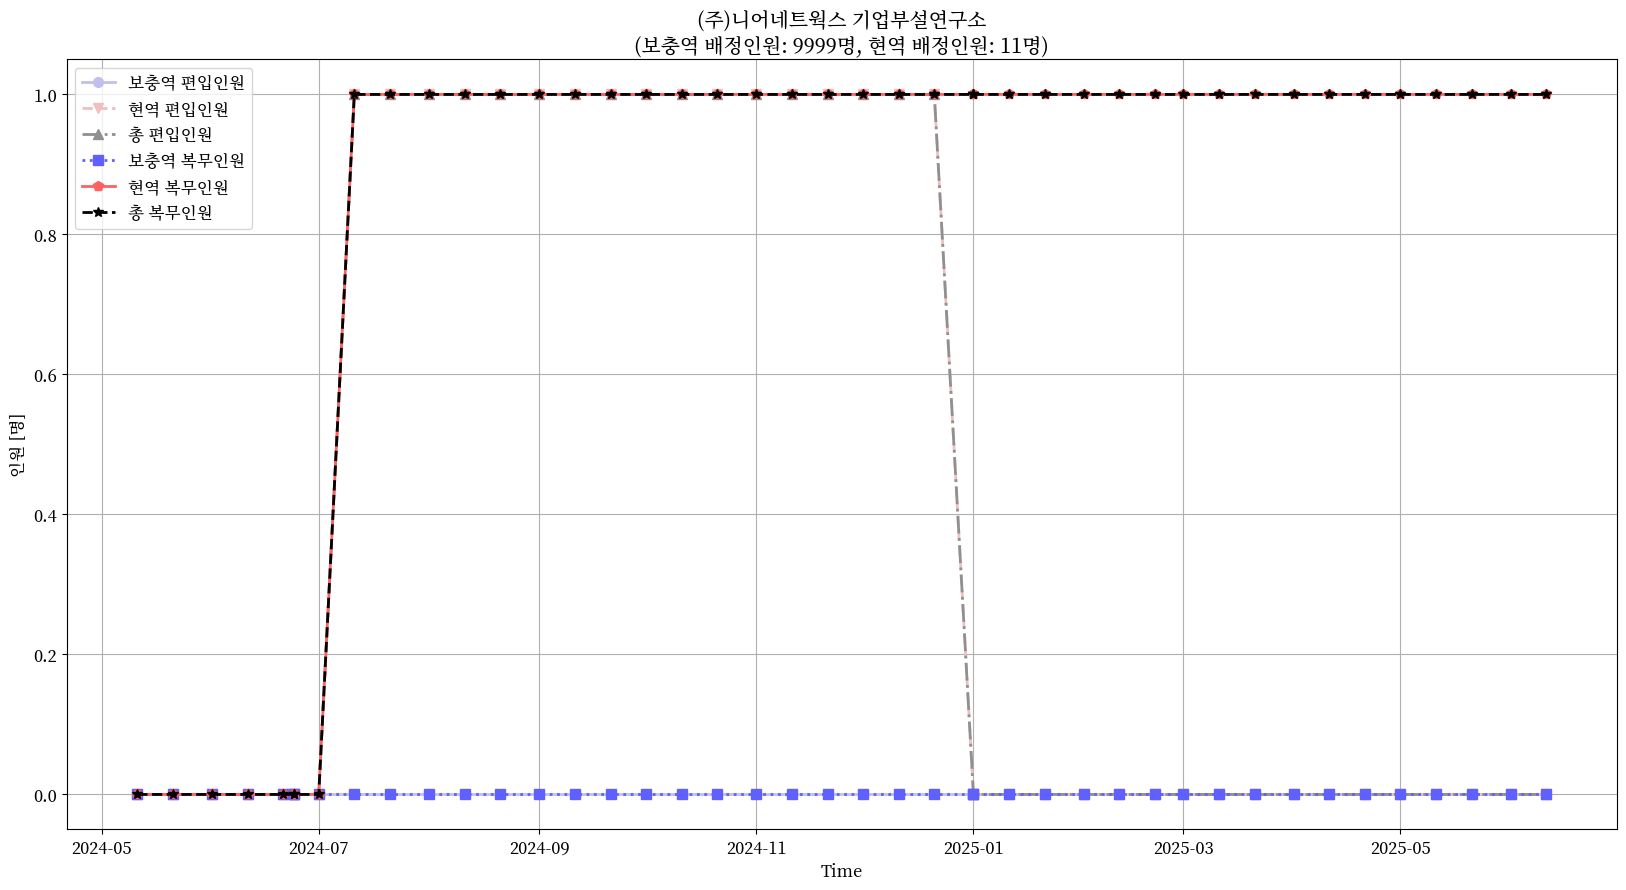 (주)니어네트웍스 기업부설연구소
(보충역 배정인원: 9999명, 현역 배정인원: 11명)
보충역 편입인원
현역 편입인원
총 편입인원
보충역 복무인원
현역 복무인원
총 복무인원
인원 [명]
1.0
0.8
0.6
0.4
0.2
0.0
2024-05
2024-07
2024-09
2024-11
2025-01
2025-03
2025-05
Time